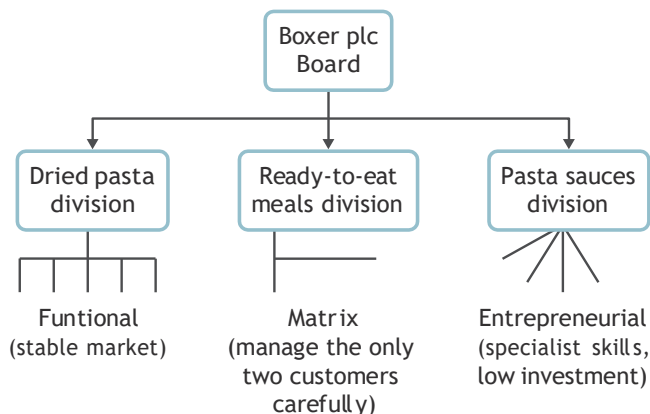 Boxer plc
Board
Dried pasta
division
Ready-to-eat
meals division
Pasta sauces
division
Funtional
(stable market)
Matrix
(manage the only
two customers
carefully)
Entrepreneurial
(specialist skills,
low investment)